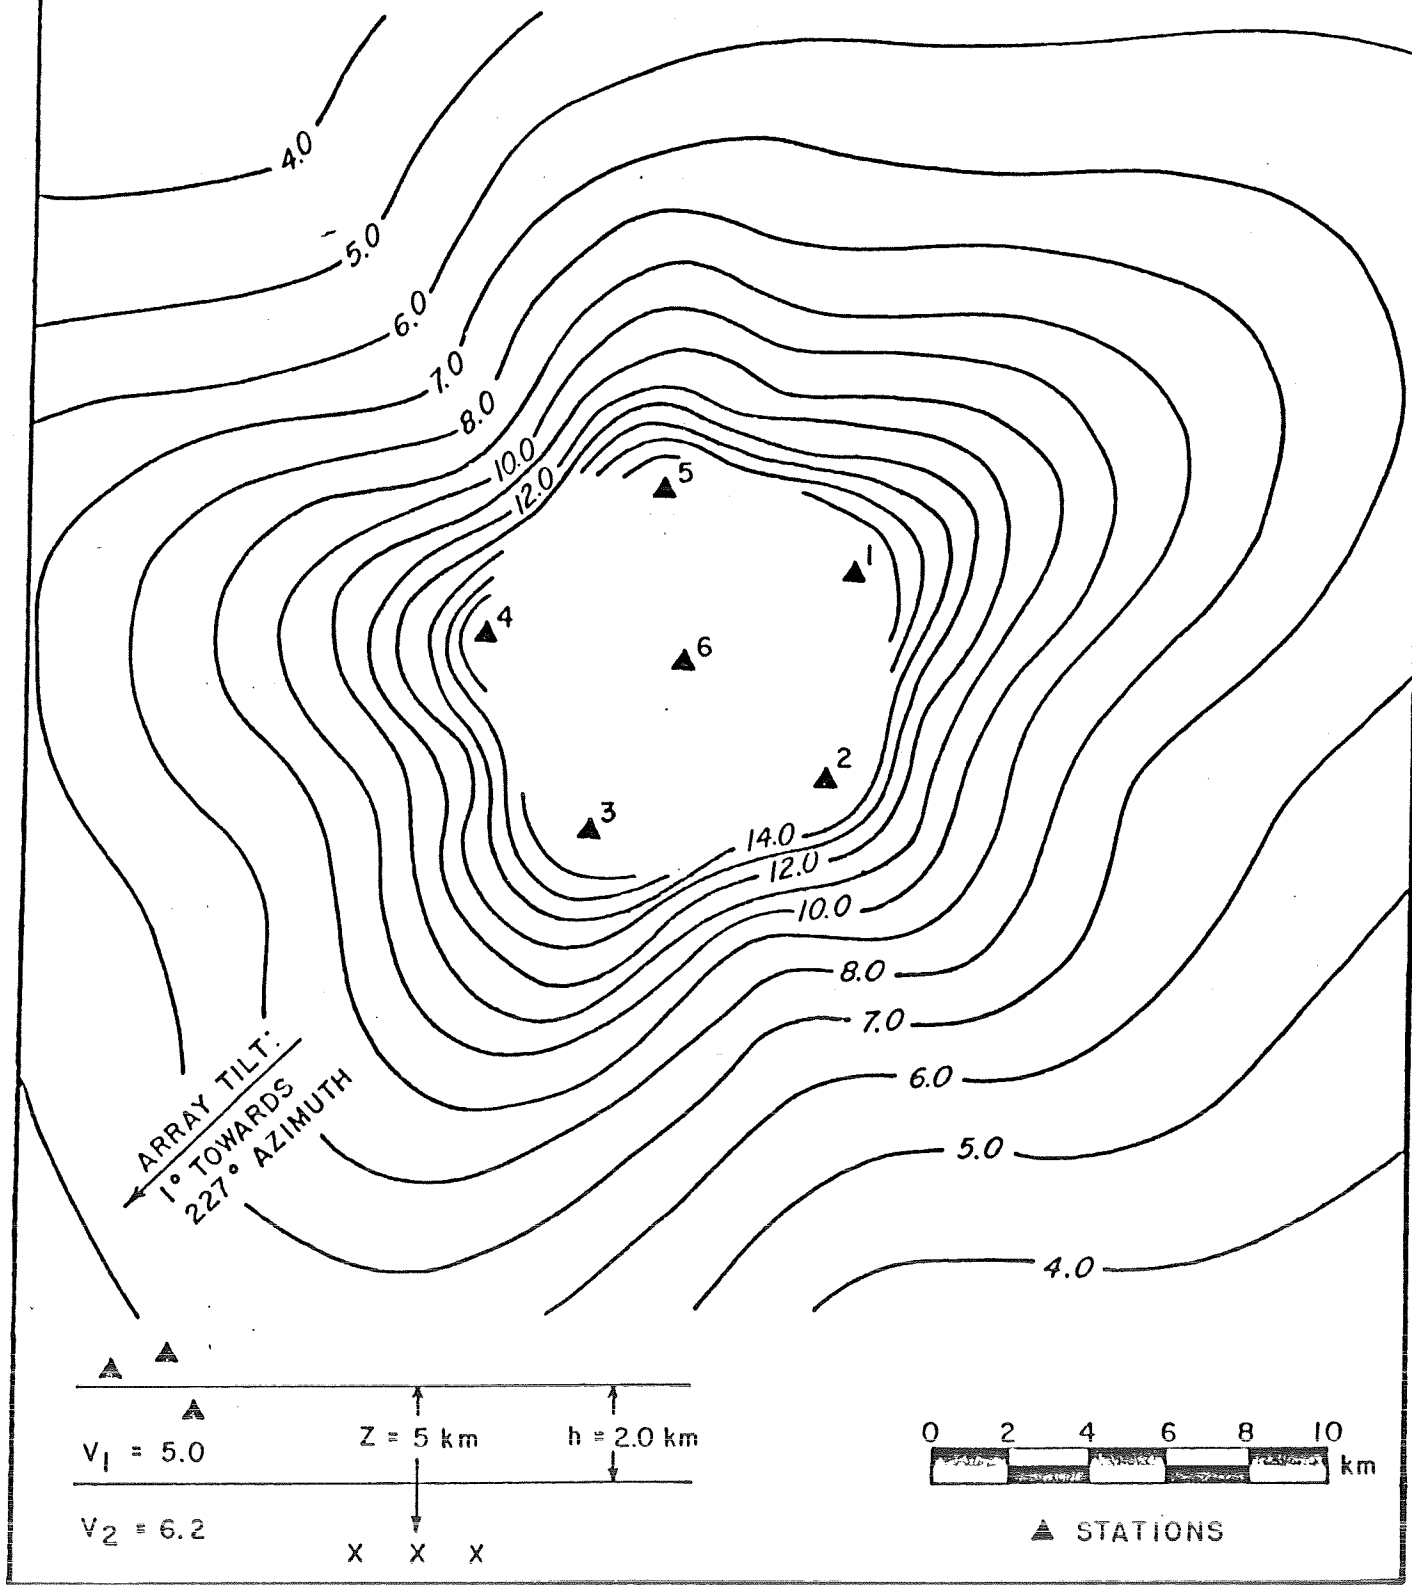 4.0
5.0
6.0
7.0
8.0
10.0
12.0
5
1
4
6
2
3
14.0
12.0
10.0
8.0
7.0
6.0
5.0
4.0
ARRAY TILT:
1° TOWARDS
227° AZIMUTH
V1 = 5.0
Z = 5 km
h = 2.0 km
V2 = 6.2
X X X
0 2 4 6 8 10
km
▲ STATIONS